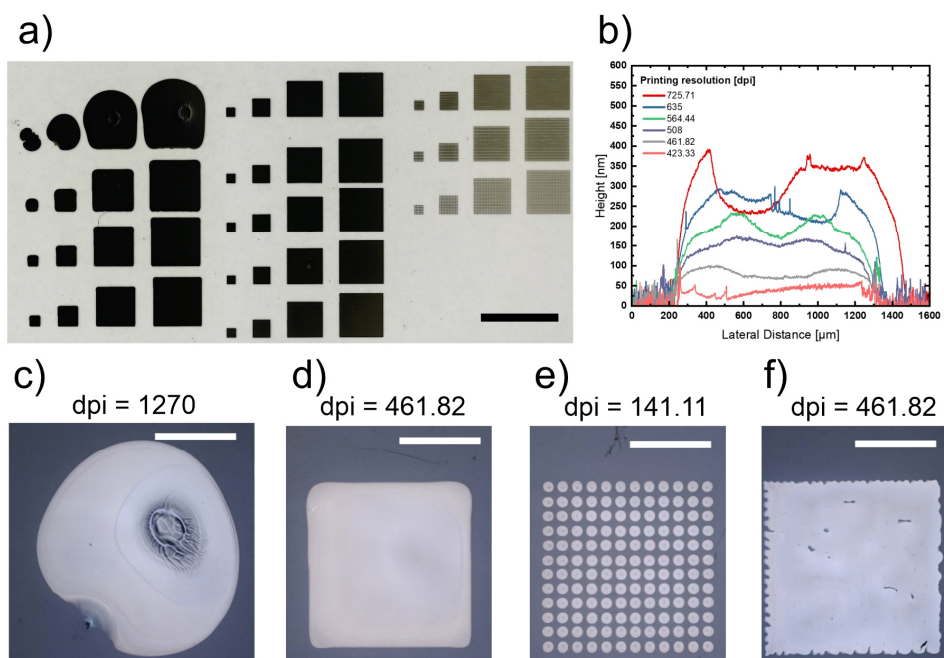 a)
b)
600
550
500
450
400
350
300
250
200
150
100
50
0
Height [nm]
Printing resolution [dpi]
725.71
635
564.44
508
461.82
423.33
0 200 400 600 800 1000 1200 1400 1600
Lateral Distance [µm]
c)
d)
e)
f)
dpi = 1270
dpi = 461.82
dpi = 141.11
dpi = 461.82